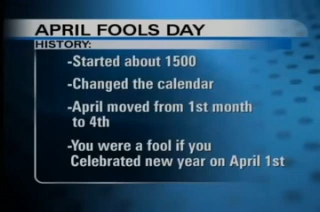 APRIL FOOLS DAY
HISTORY:
-Started about 1500
-Changed the calendar
-April moved from 1st month
to 4th
-You were a fool if you
Celebrated new year on April 1st